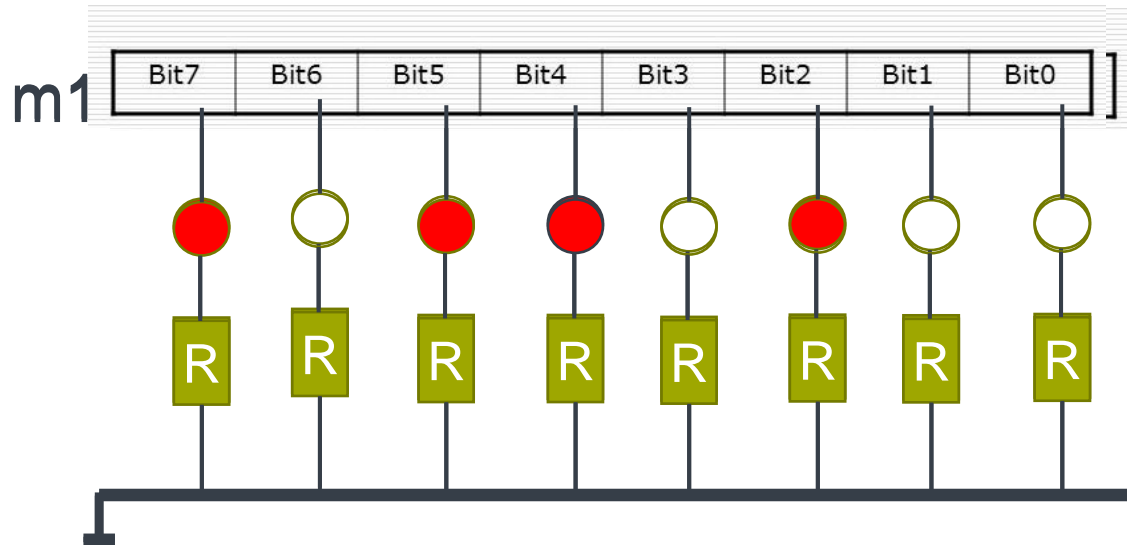 Bit7 Bit6 Bit5 Bit4 Bit3 Bit2 Bit1 Bit0
m1 ]
R R R R R R R R